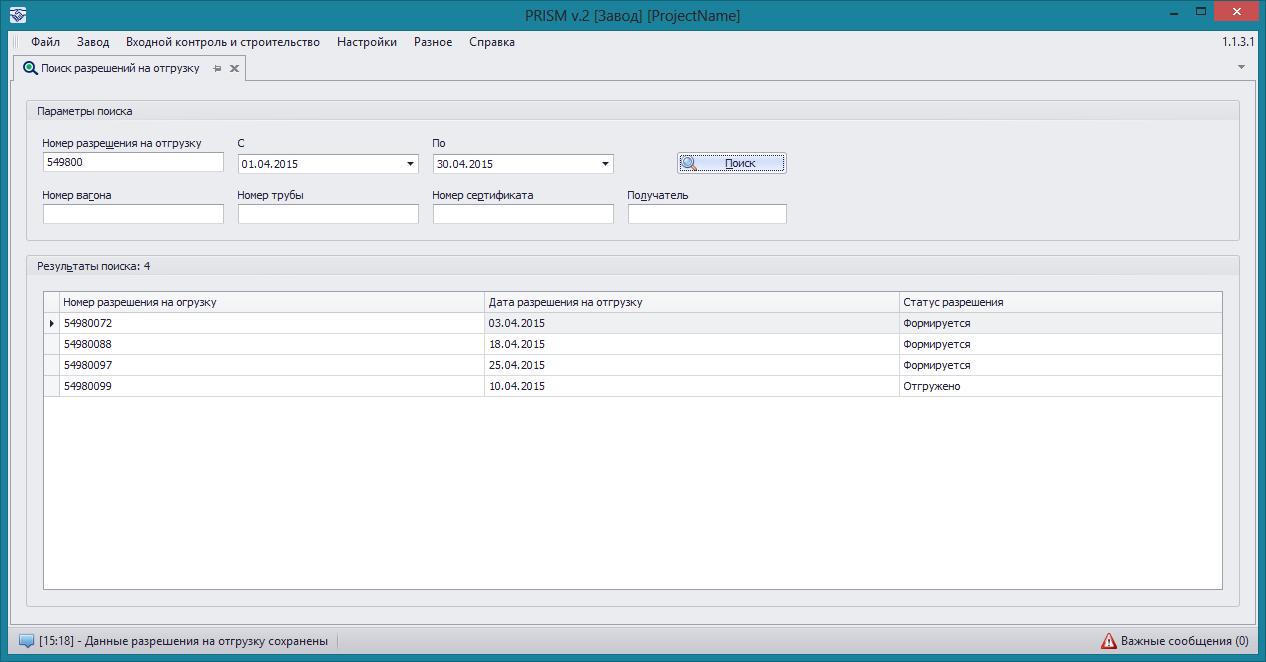 PRISM v.2 [Завод] [ProjectName]
Файл Завод Входной контроль и строительство Настройки Разное Справка 1.1.3.1
Поиск разрешений на отгрузку
Параметры поиска
Номер разрешения на отгрузку С По
549800 01.04.2015 30.04.2015 Поиск
Номер вагона Номер трубы Номер сертификата Получатель
Результаты поиска: 4
Номер разрешения на огрузку Дата разрешения на отгрузку Статус разрешения
54980072 03.04.2015 Формируется
54980088 18.04.2015 Формируется
54980097 25.04.2015 Формируется
54980099 10.04.2015 Отгружено
[15:18] - Данные разрешения на отгрузку сохранены Важные сообщения (0)